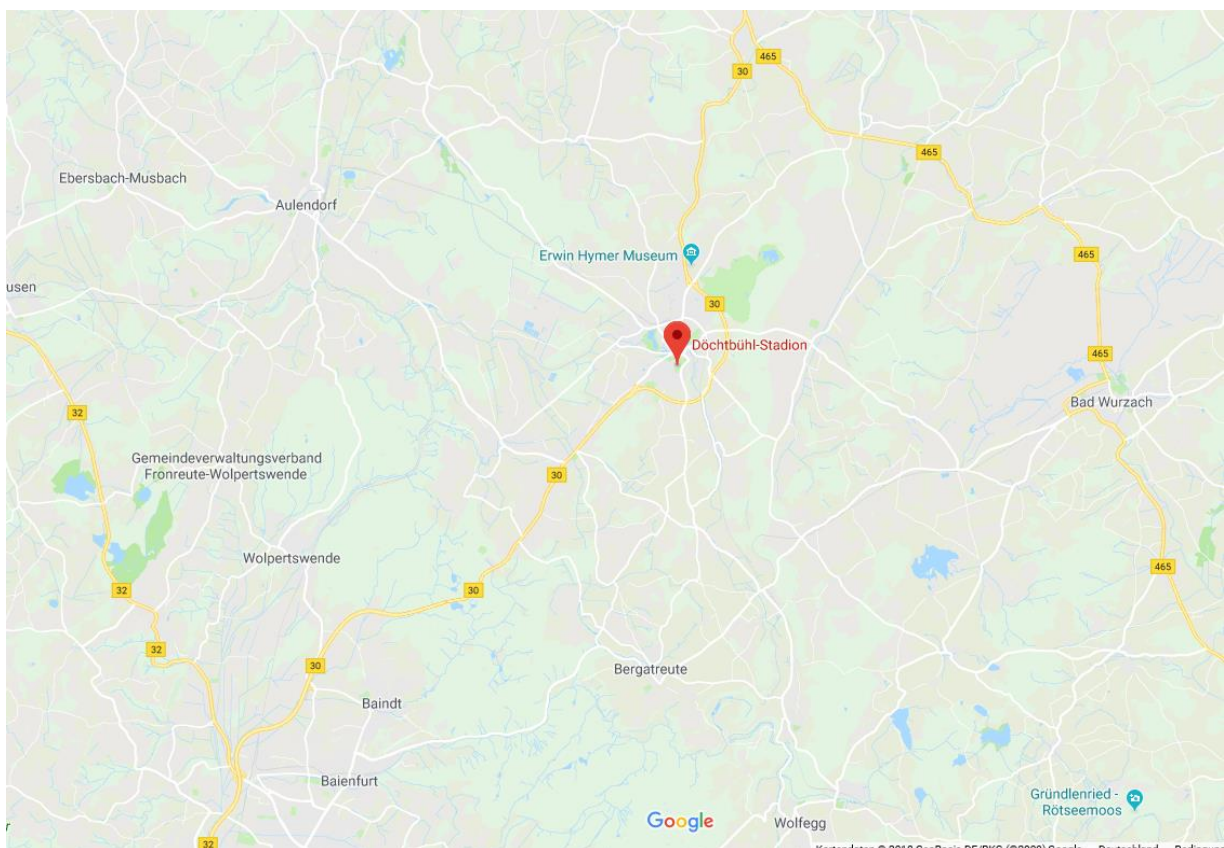 465
30
465
Ebersbach-Musbach
Aulendorf
Erwin Hymer Museum
465
usen
30
Döchtbühl-Stadion
465
32
Bad Wurzach
Gemeindeverwaltungsverband
Fronreute-Wolpertswende
30
Wolpertswende
465
32
30
32
30
Bergatreute
Baindt
Baienfurt
Gründlenried -
Rötseemoos
Google
Wolfegg
r
32